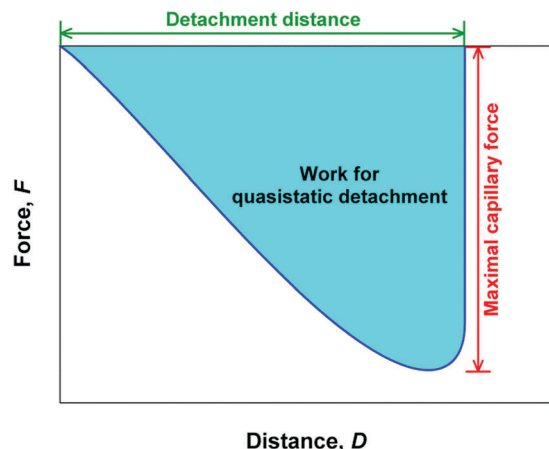 Detachment distance
Work for
quasistatic detachment
Maximal capillary force
Force, F
Distance, D